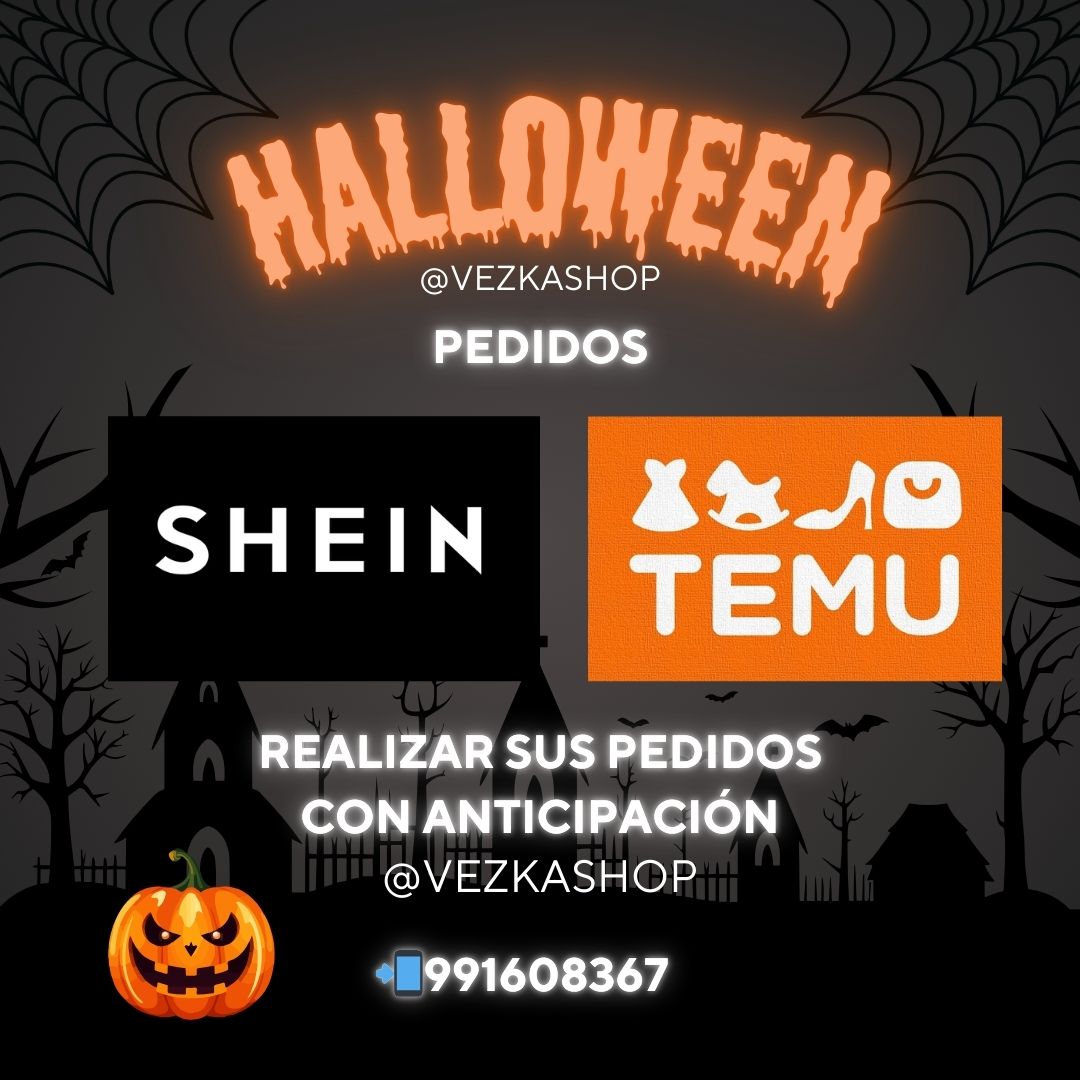 HALLOWEEN
@VEZKASHOP
PEDIDOS
SHEIN
TEMU
REALIZAR SUS PEDIDOS
CON ANTICIPACIÓN
@VEZKASHOP
📲991608367